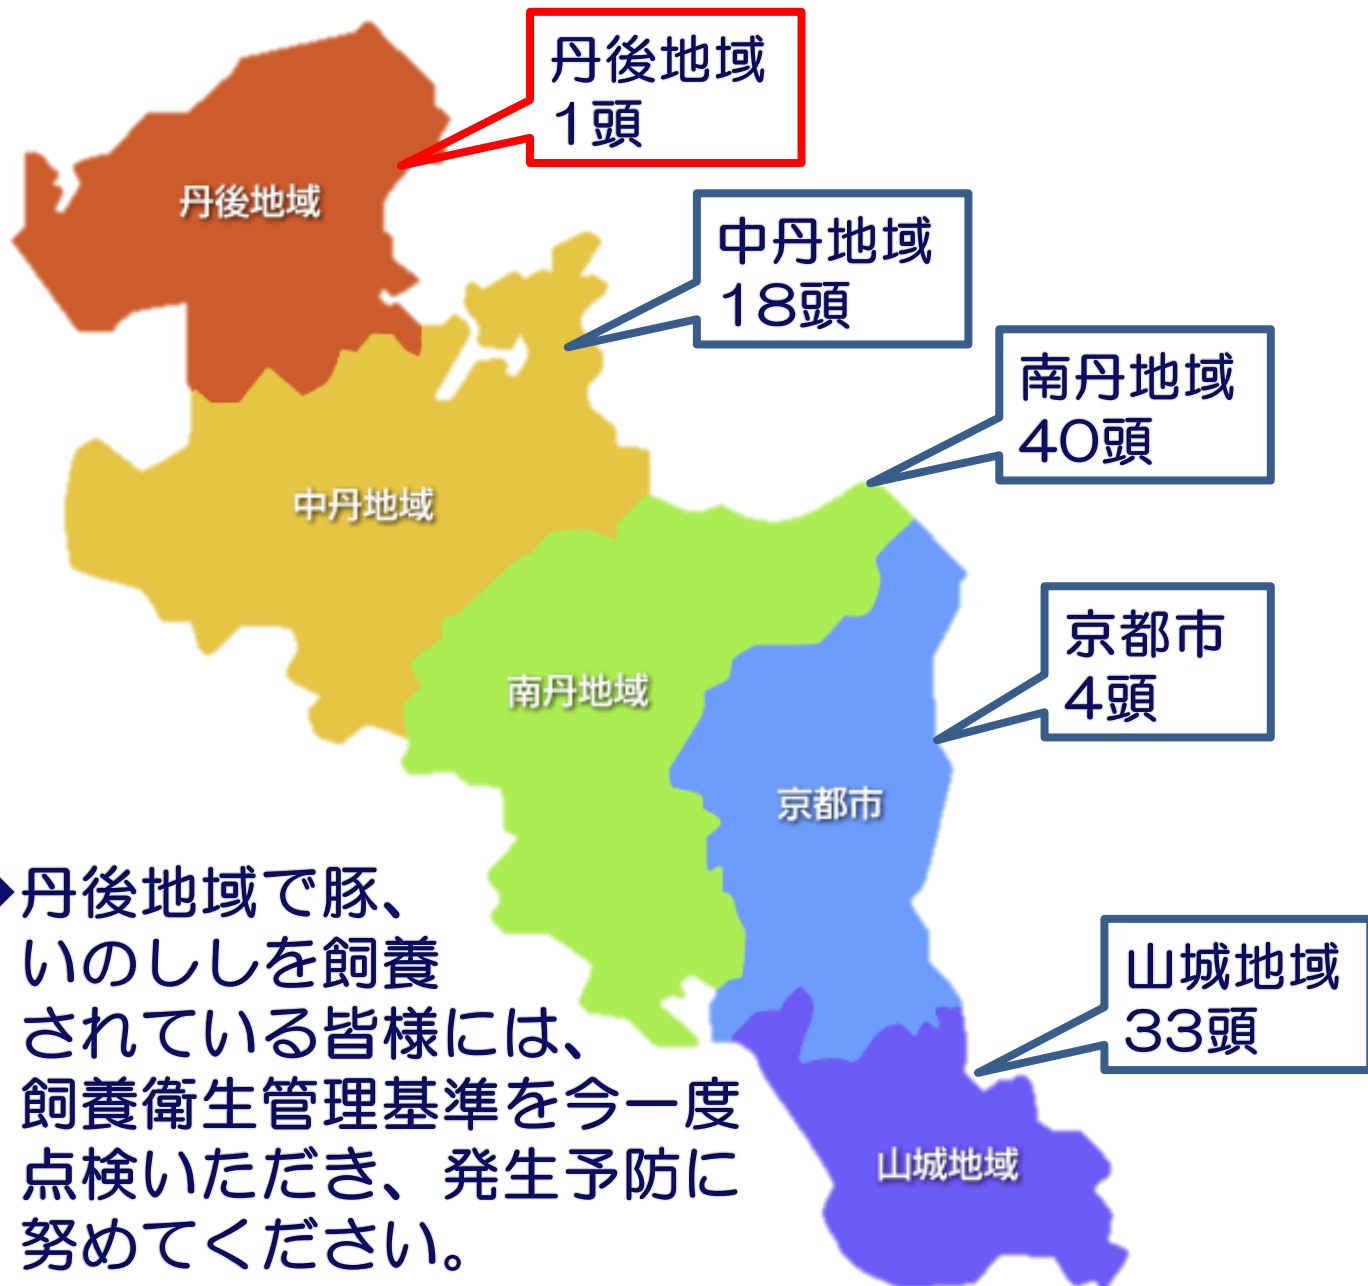 丹後地域
1頭
丹後地域
中丹地域
18頭
南丹地域
40頭
中丹地域
京都市
4頭
南丹地域
京都市
◆丹後地域で豚、
いのししを飼養
されている皆様には、
飼養衛生管理基準を今一度
点検いただき、発生予防に
努めてください。
山城地域
33頭
山城地域